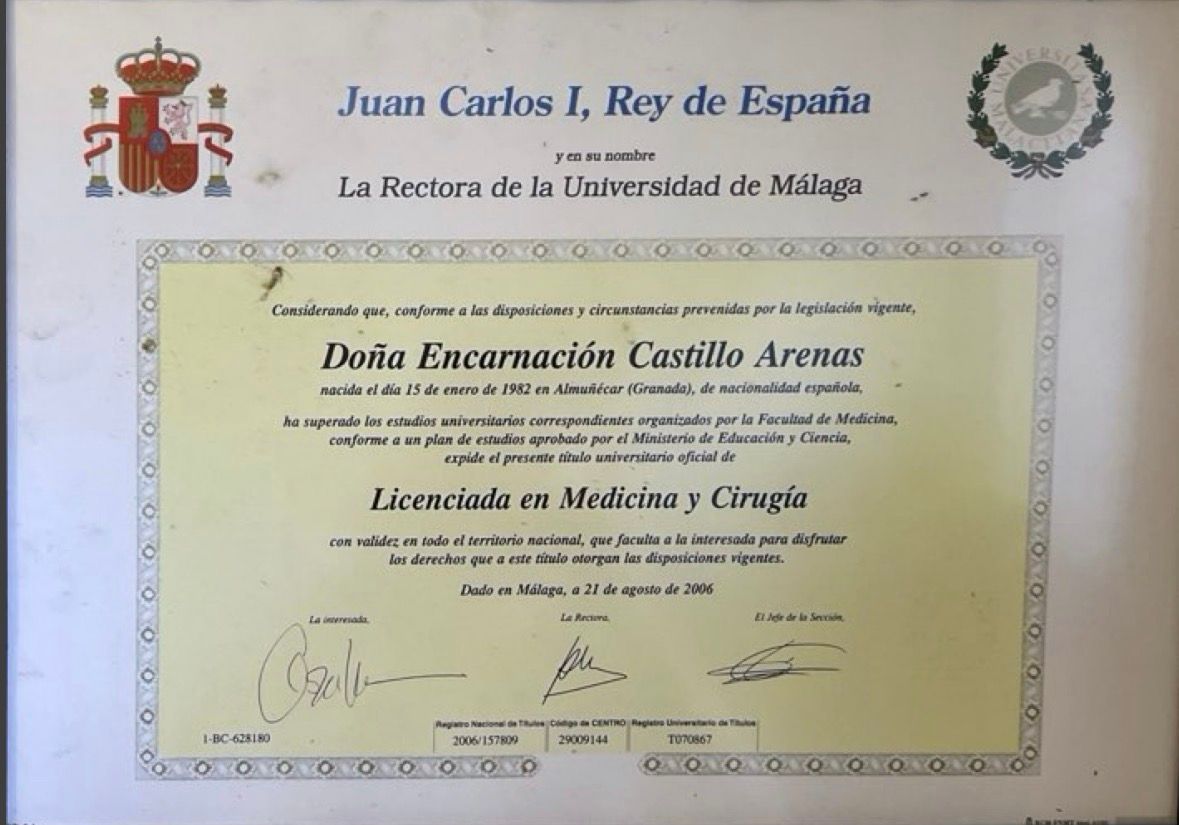 Juan Carlos I, Rey de España
y en su nombre
La Rectora de la Universidad de Málaga
UNIVERSITAS MALACITANA
Considerando que, conforme a las disposiciones y circunstancias prevenidas por la legislación vigente,
Doña Encarnación Castillo Arenas
nacida el día 15 de enero de 1982 en Almuñécar (Granada), de nacionalidad española,
ha superado los estudios universitarios correspondientes organizados por la Facultad de Medicina,
conforme a un plan de estudios aprobado por el Ministerio de Educación y Ciencia,
expide el presente título universitario oficial de
Licenciada en Medicina y Cirugía
con validez en todo el territorio nacional, que faculta a la interesada para disfrutar
los derechos que a este título otorgan las disposiciones vigentes.
Dado en Málaga, a 21 de agosto de 2006
La interesada, La Rectora, El Jefe de la Sección,
Registro Nacional de Títulos Código de CENTRO Registro Universitario de Títulos
1-BC-628180 2006/157809 29009144 T070867